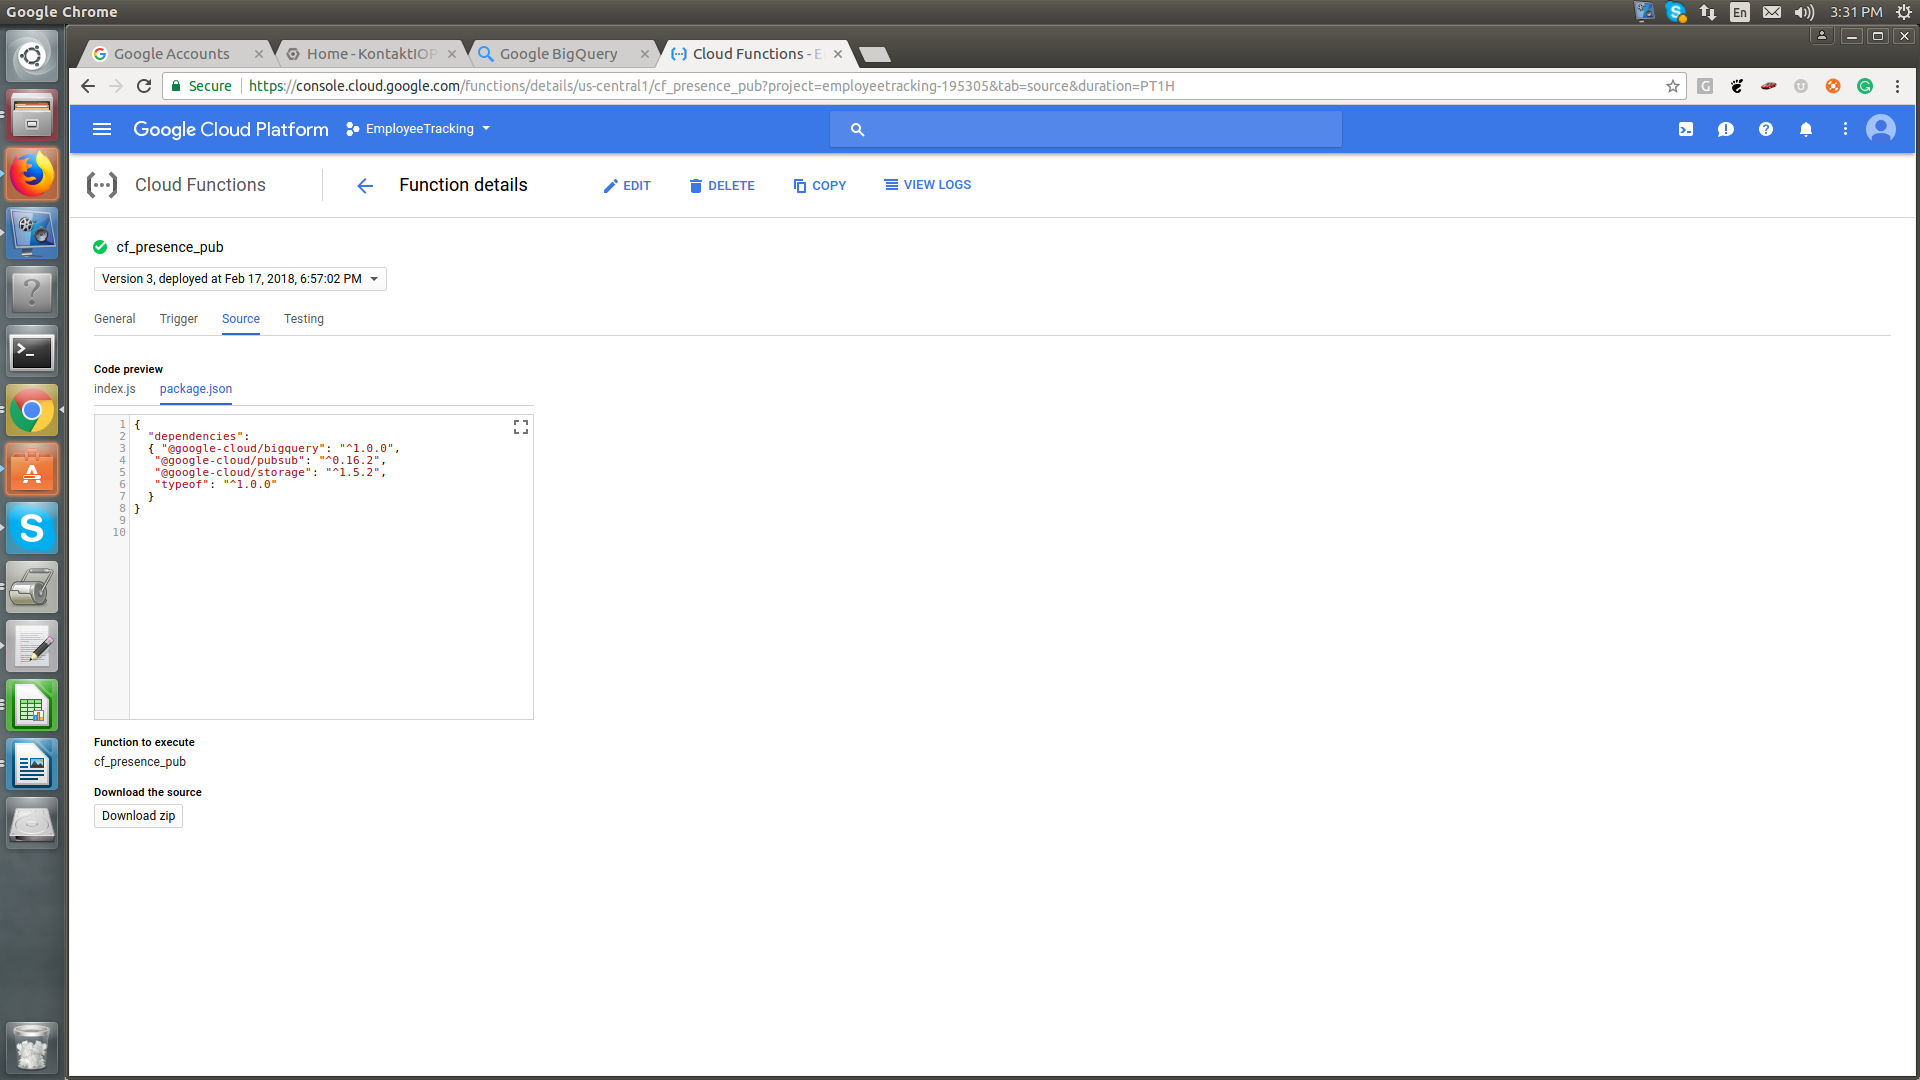 Google Chrome
En
3:31 PM
Google Accounts
Home - KontaktIO
Google BigQuery
Cloud Functions - E
Secure
https://console.cloud.google.com/functions/details/us-central1/cf_presence_pub?project=employeetracking-195305&tab=source&duration=PT1H
Google Cloud Platform
EmployeeTracking
Cloud Functions
Function details
EDIT
DELETE
COPY
VIEW LOGS
cf_presence_pub
Version 3, deployed at Feb 17, 2018, 6:57:02 PM
General Trigger Source Testing
Code preview
index.js package.json
1 {
2 "dependencies":
3 { "@google-cloud/bigquery": "^1.0.0",
4 "@google-cloud/pubsub": "^0.16.2",
5 "@google-cloud/storage": "^1.5.2",
6 "typeof": "^1.0.0"
7 }
8 }
9
10
Function to execute
cf_presence_pub
Download the source
Download zip